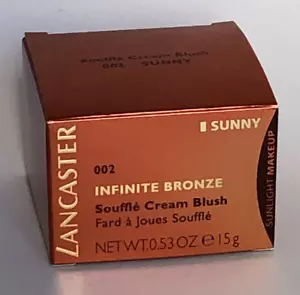 Soufflé Cream Blush
002 SUNNY
SUNNY
LANCASTER
002
INFINITE BRONZE
Soufflé Cream Blush
Fard à Joues Soufflé
NET WT. 0.53 OZ ℮ 15 g
SUNLIGHT MAKEUP